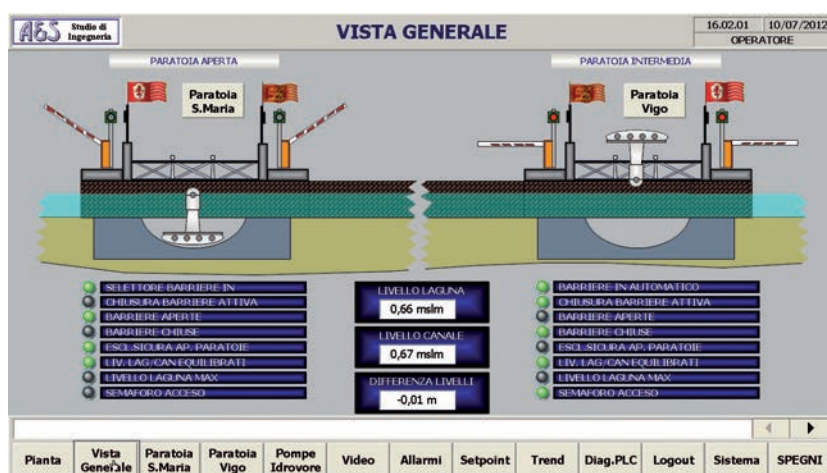 A&S Studio di Ingegneria
VISTA GENERALE
16.02.01 10/07/2012
OPERATORE
PARATOIA APERTA
PARATOIA INTERMEDIA
Paratoia
S.Maria
Paratoia
Vigo
SELETTORE BARRIERE IN
CHIUSURA BARRIERE ATTIVA
BARRIERE APERTE
BARRIERE CHIUSE
ESCL.SICURA AP. PARATOIE
LIV. LAG/CAN EQUILIBRATI
LIVELLO LAGUNA MAX
SEMAFORO ACCESO
LIVELLO LAGUNA
0,66 mslm
LIVELLO CANALE
0,67 mslm
DIFFERENZA LIVELLI
-0,01 m
BARRIERE IN AUTOMATICO
CHIUSURA BARRIERE ATTIVA
BARRIERE APERTE
BARRIERE CHIUSE
ESCL.SICURA AP. PARATOIE
LIV. LAG/CAN EQUILIBRATI
LIVELLO LAGUNA MAX
SEMAFORO ACCESO
Pianta
Vista
Generale
Paratoia
S.Maria
Paratoia
Vigo
Pompe
Idrovore
Video
Allarmi
Setpoint
Trend
Diag.PLC
Logout
Sistema
SPEGNI